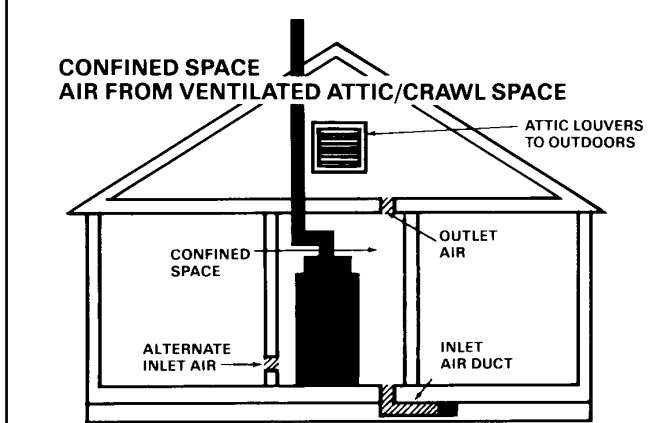 CONFINED SPACE
AIR FROM VENTILATED ATTIC/CRAWL SPACE
ATTIC LOUVERS
TO OUTDOORS
OUTLET
AIR
CONFINED
SPACE
ALTERNATE
INLET AIR
INLET
AIR DUCT